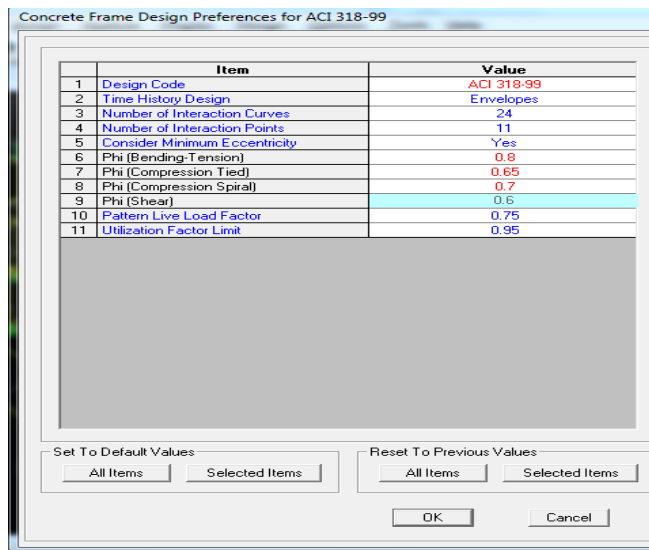 Concrete Frame Design Preferences for ACI 318-99
Item Value
1 Design Code ACI 318-99
2 Time History Design Envelopes
3 Number of Interaction Curves 24
4 Number of Interaction Points 11
5 Consider Minimum Eccentricity Yes
6 Phi (Bending-Tension) 0.8
7 Phi (Compression Tied) 0.65
8 Phi (Compression Spiral) 0.7
9 Phi (Shear) 0.6
10 Pattern Live Load Factor 0.75
11 Utilization Factor Limit 0.95
Set To Default Values Reset To Previous Values
All Items Selected Items All Items Selected Items
OK Cancel